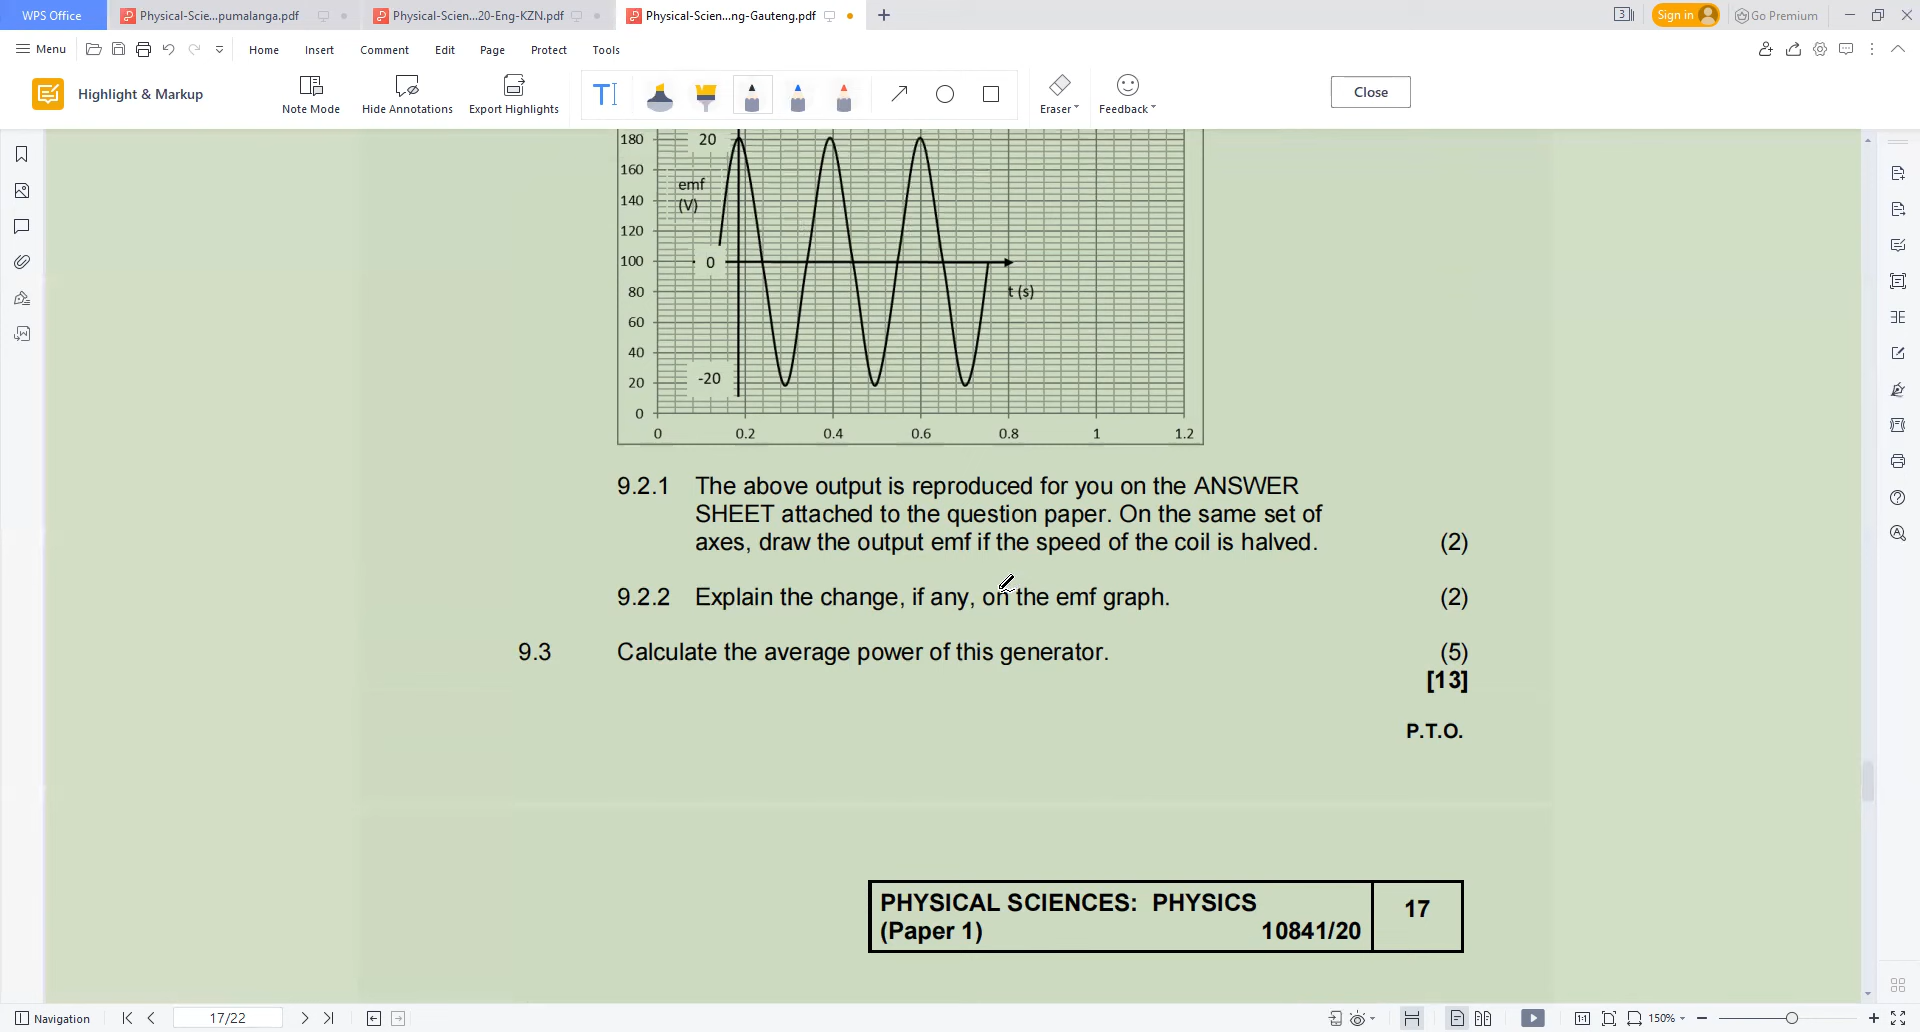 WPS Office
Physical-Scie...pumalanga.pdf
Physical-Scien...20-Eng-KZN.pdf
Physical-Scien...ng-Gauteng.pdf
3
Sign in
Go Premium
Menu
Home
Insert
Comment
Edit
Page
Protect
Tools
Highlight & Markup
Note Mode
Hide Annotations
Export Highlights
Eraser
Feedback
Close
180
20
160
emf
140
(V)
120
100
0
80
t (s)
60
40
-20
20
0
0 0.2 0.4 0.6 0.8 1 1.2
9.2.1 The above output is reproduced for you on the ANSWER
SHEET attached to the question paper. On the same set of
axes, draw the output emf if the speed of the coil is halved. (2)
9.2.2 Explain the change, if any, on the emf graph. (2)
9.3 Calculate the average power of this generator. (5)
[13]
P.T.O.
PHYSICAL SCIENCES: PHYSICS 17
(Paper 1) 10841/20
Navigation
17/22
1:1
150%